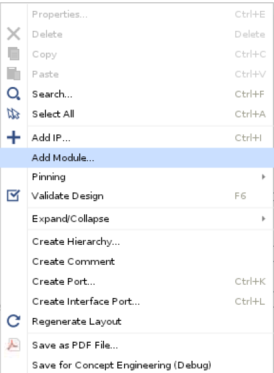 Properties... Ctrl+E
Delete Delete
Copy Ctrl+C
Paste Ctrl+V
Search... Ctrl+F
Select All Ctrl+A
Add IP... Ctrl+I
Add Module...
Pinning
Validate Design F6
Expand/Collapse
Create Hierarchy...
Create Comment
Create Port... Ctrl+K
Create Interface Port... Ctrl+L
Regenerate Layout
Save as PDF File...
Save for Concept Engineering (Debug)